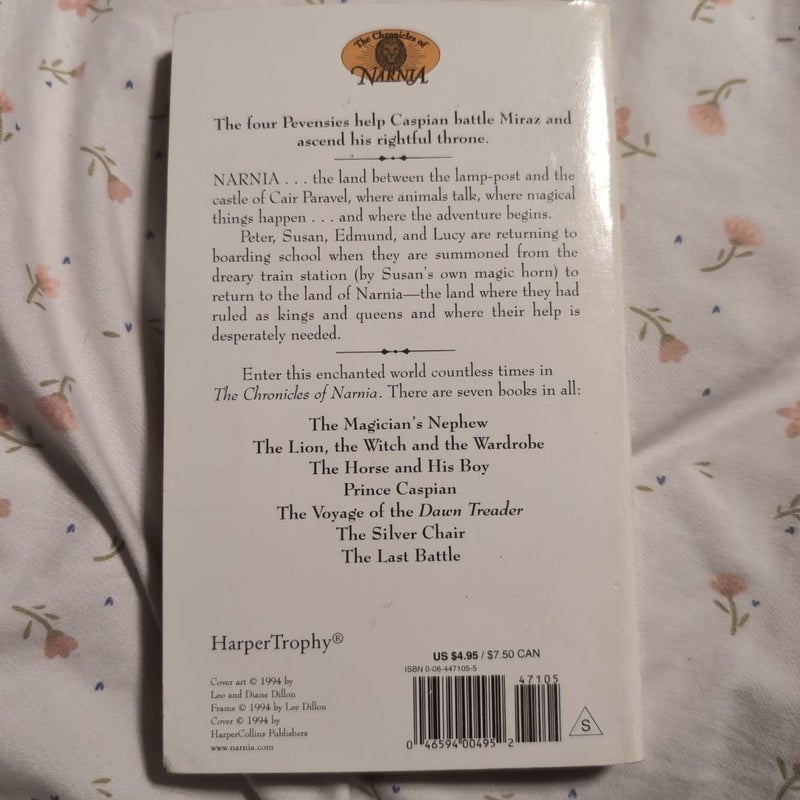 The Chronicles of
NARNIA
The four Pevensies help Caspian battle Miraz and
ascend his rightful throne.
NARNIA . . . the land between the lamp-post and the
castle of Cair Paravel, where animals talk, where magical
things happen . . . and where the adventure begins.
Peter, Susan, Edmund, and Lucy are returning to
boarding school when they are summoned from the
dreary train station (by Susan's own magic horn) to
return to the land of Narnia—the land where they had
ruled as kings and queens and where their help is
desperately needed.
Enter this enchanted world countless times in
The Chronicles of Narnia. There are seven books in all:
The Magician's Nephew
The Lion, the Witch and the Wardrobe
The Horse and His Boy
Prince Caspian
The Voyage of the Dawn Treader
The Silver Chair
The Last Battle
HarperTrophy®
US $4.95 / $7.50 CAN
ISBN 0-06-447105-5
47105
Cover art © 1994 by
Leo and Diane Dillon
Frame © 1994 by Lee Dillon
Cover © 1994 by
HarperCollins Publishers
www.narnia.com
0 46594 00495 2
S